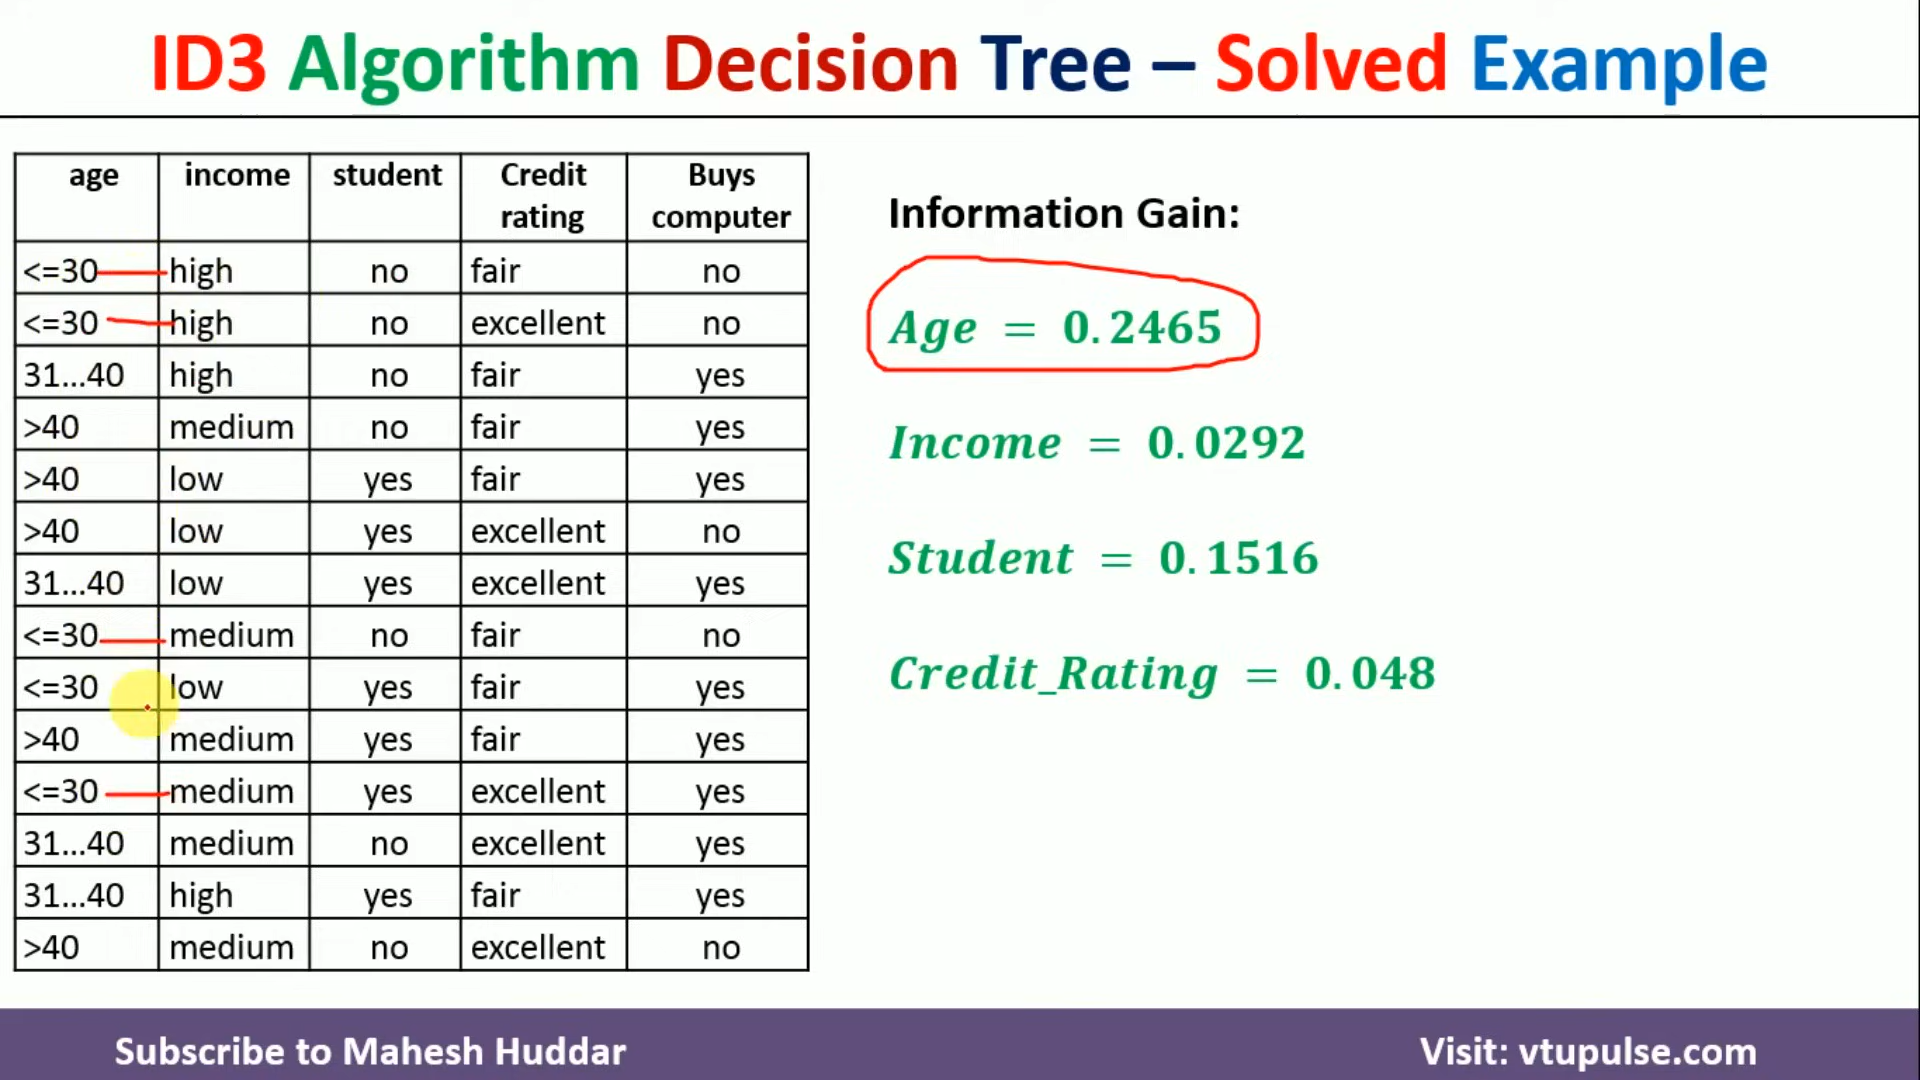 ID3 Algorithm Decision Tree – Solved Example
age income student Credit rating Buys computer
<=30 high no fair no
<=30 high no excellent no
31...40 high no fair yes
>40 medium no fair yes
>40 low yes fair yes
>40 low yes excellent no
31...40 low yes excellent yes
<=30 medium no fair no
<=30 low yes fair yes
>40 medium yes fair yes
<=30 medium yes excellent yes
31...40 medium no excellent yes
31...40 high yes fair yes
>40 medium no excellent no
Information Gain:
Age = 0.2465
Income = 0.0292
Student = 0.1516
Credit_Rating = 0.048
Subscribe to Mahesh Huddar
Visit: vtupulse.com